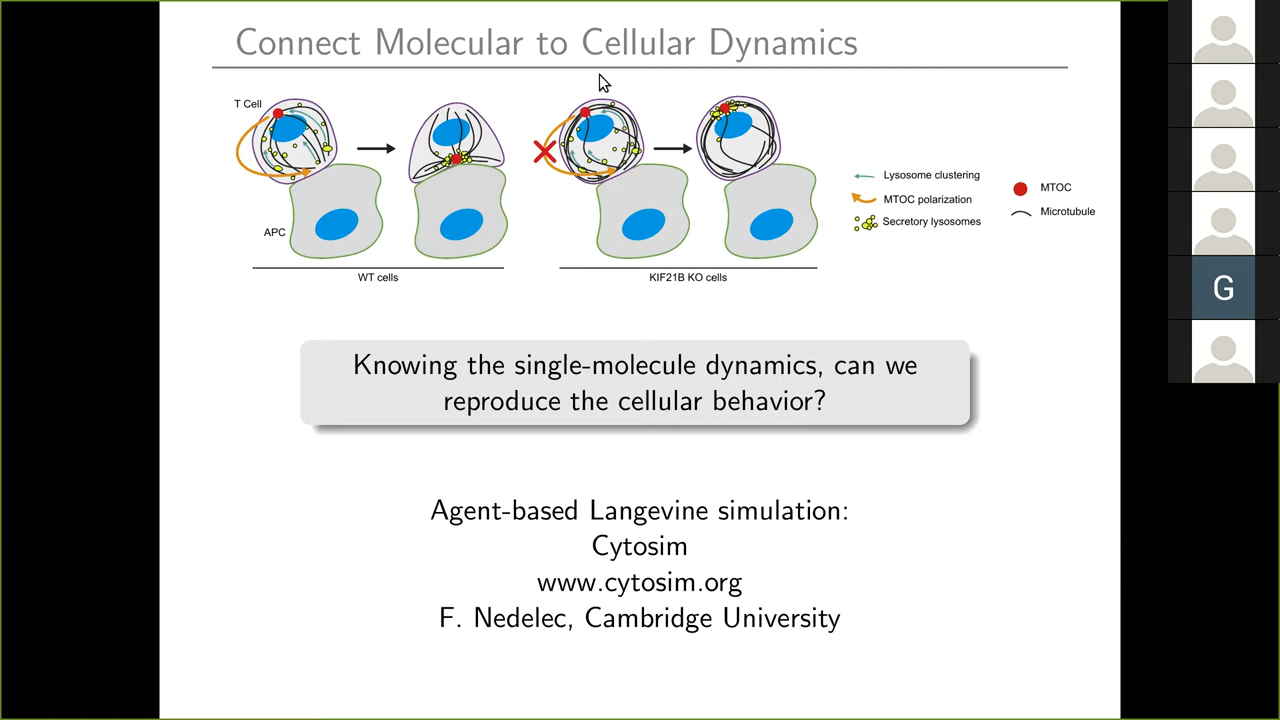 Connect Molecular to Cellular Dynamics
T Cell
APC
WT cells
KIF21B KO cells
Lysosome clustering
MTOC polarization
Secretory lysosomes
MTOC
Microtubule
Knowing the single-molecule dynamics, can we
reproduce the cellular behavior?
Agent-based Langevine simulation:
Cytosim
www.cytosim.org
F. Nedelec, Cambridge University
G